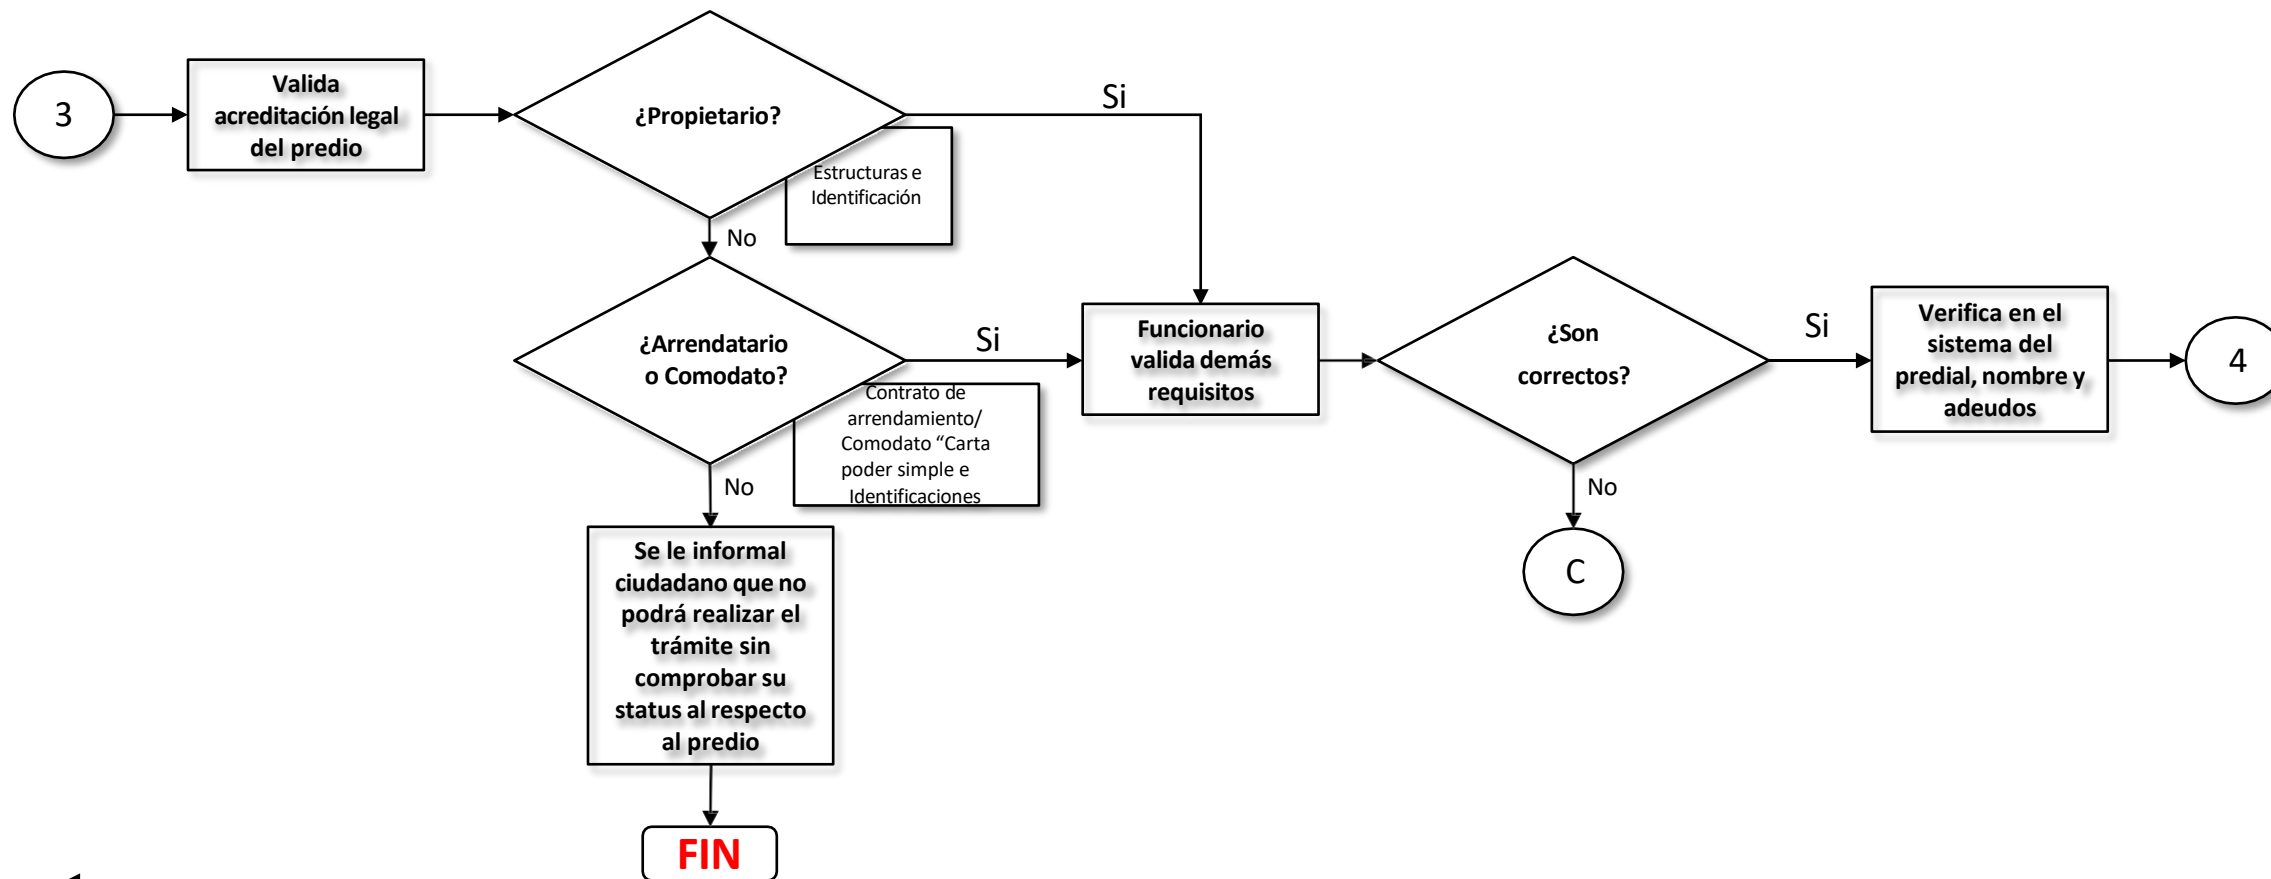 3
Valida
acreditación legal
del predio
¿Propietario?
Si
Estructuras e
Identificación
No
¿Arrendatario
o Comodato?
Si
Contrato de
arrendamiento/
Comodato “Carta
poder simple e
Identificaciones
No
Funcionario
valida demás
requisitos
¿Son
correctos?
Si
Verifica en el
sistema del
predial, nombre y
adeudos
4
No
C
Se le informal
ciudadano que no
podrá realizar el
trámite sin
comprobar su
status al respecto
al predio
FIN